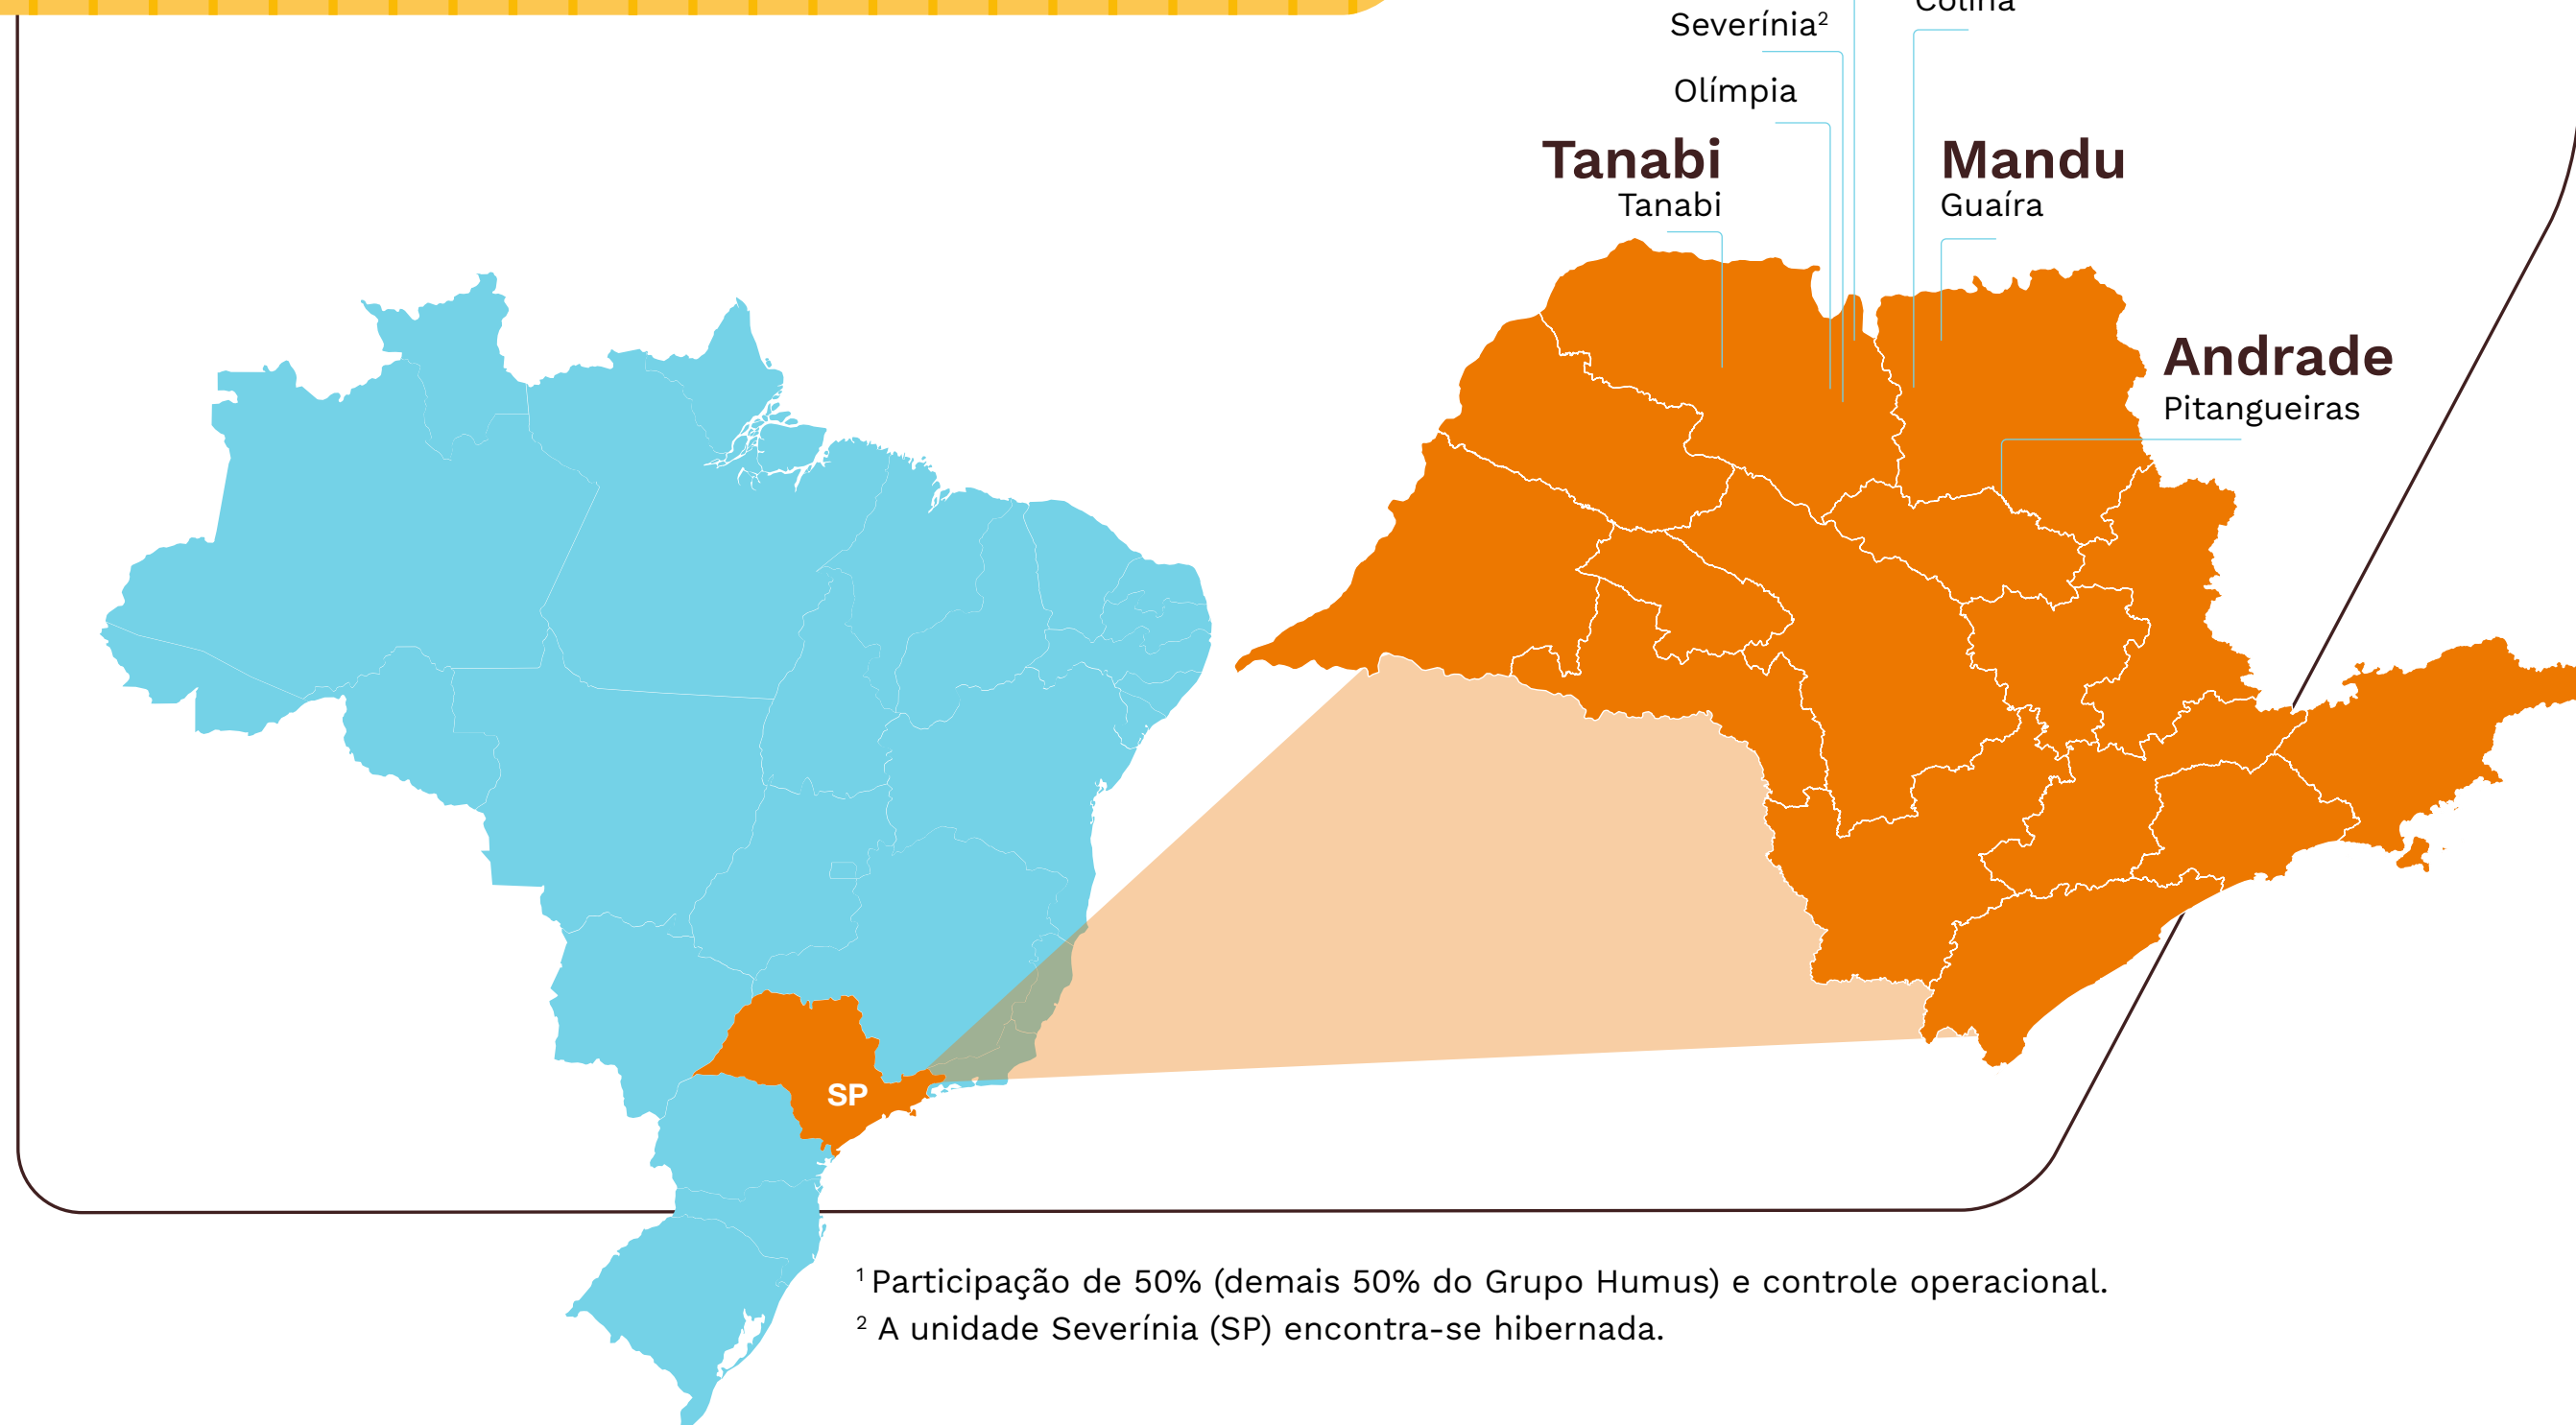 Colina
Severínia²
Olímpia
Tanabi
Tanabi
Mandu
Guaíra
Andrade
Pitangueiras
SP
¹ Participação de 50% (demais 50% do Grupo Humus) e controle operacional.
² A unidade Severínia (SP) encontra-se hibernada.